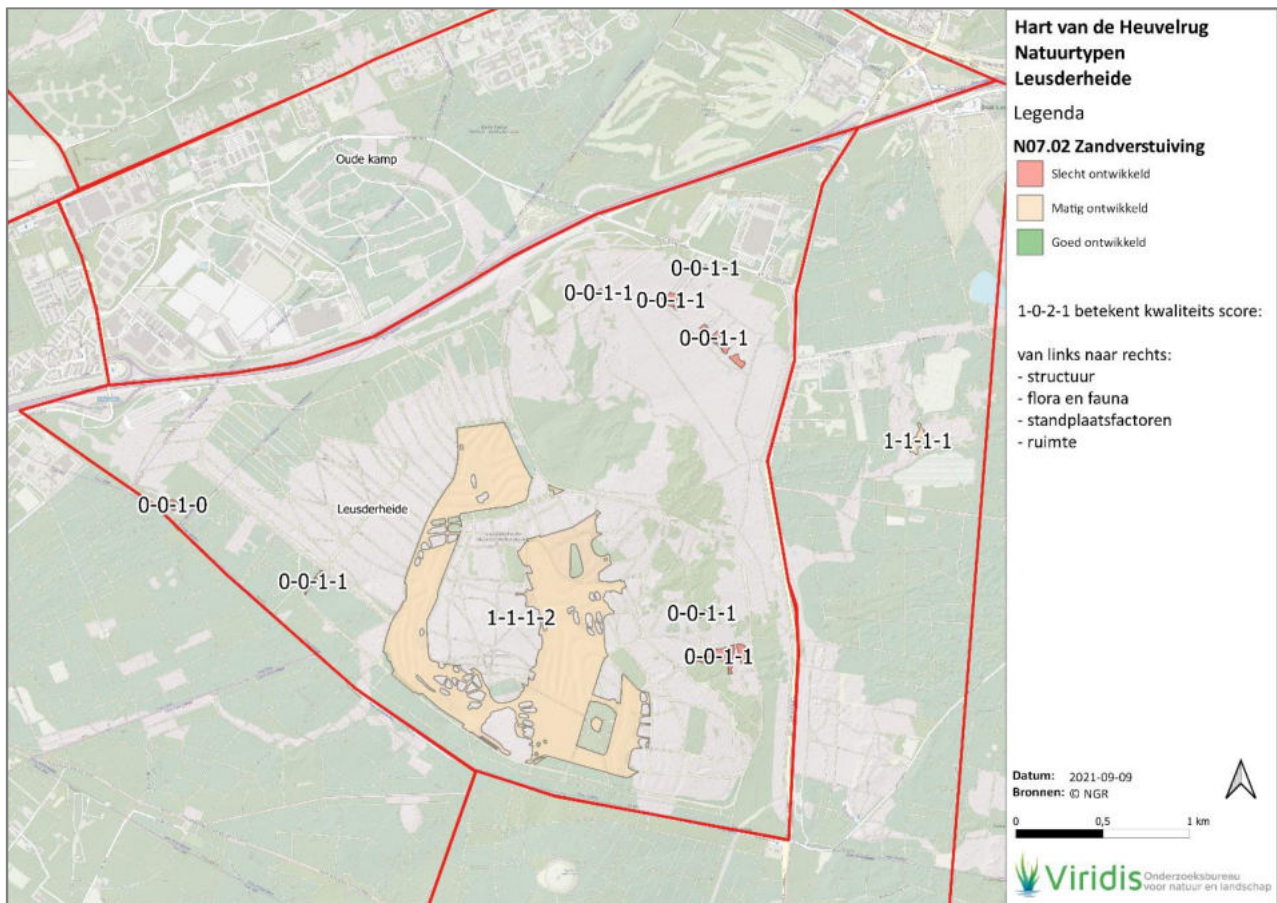 Hart van de Heuvelrug
Natuurtypen
Leusderheide
Legenda
N07.02 Zandverstuiving
Slecht ontwikkeld
Matig ontwikkeld
Goed ontwikkeld
1-0-2-1 betekent kwaliteits score:
van links naar rechts:
- structuur
- flora en fauna
- standplaatsfactoren
- ruimte
Datum: 2021-09-09
Bronnen: © NGR
0 0,5 1 km
Viridis
Onderzoeksbureau
voor natuur en landschap
Oude kamp
0-0-1-1
0-0-1-1
0-0-1-1
0-0-1-1
1-1-1-1
0-0-1-0
Leusderheide
0-0-1-1
1-1-1-2
0-0-1-1
0-0-1-1